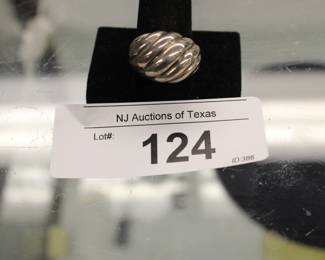 NJ Auctions of Texas
Lot#:
124
ID:386